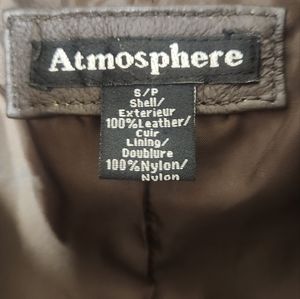 Atmosphere
S/P
Shell/
Exterieur
100%Leather/
Cuir
Lining/
Doublure
100%Nylon/
Nylon